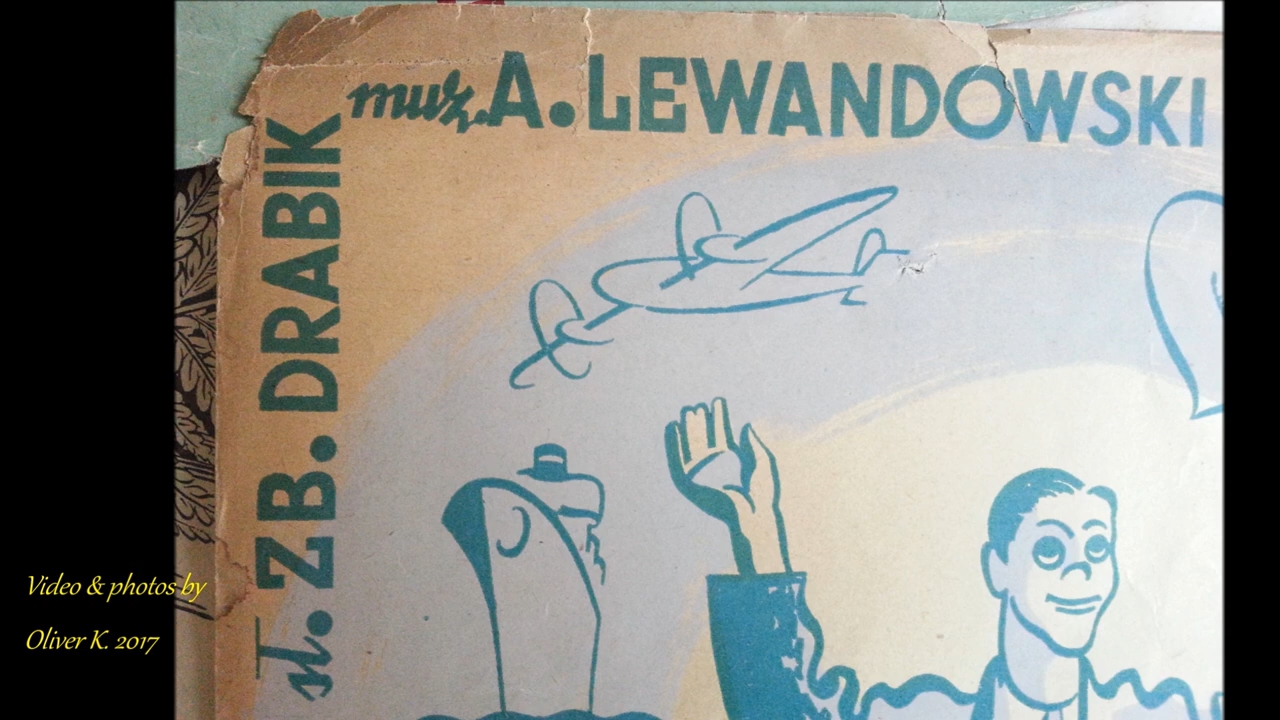 muz. A. LEWANDOWSKI
sł. ZB. DRABIK
Video & photos by
Oliver K. 2017